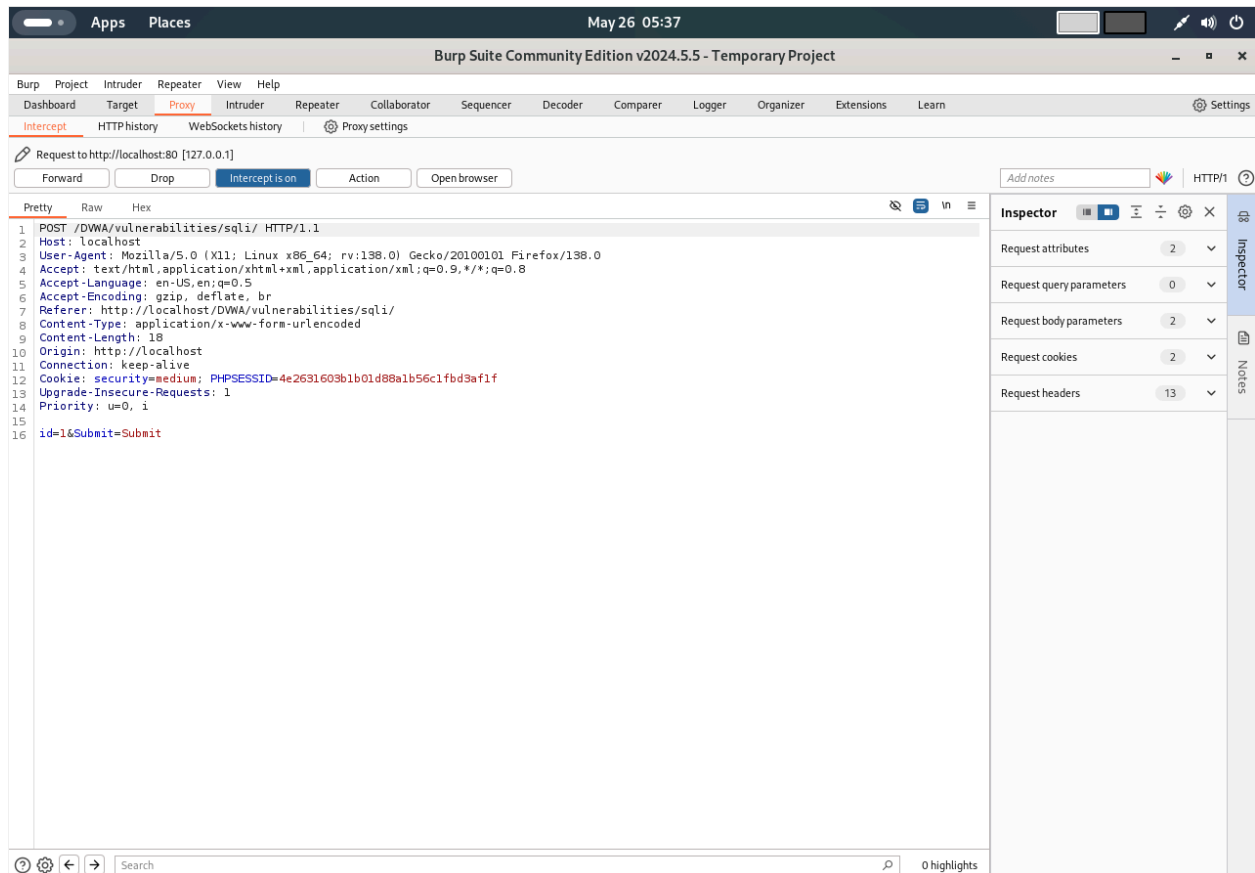 Apps Places May 26 05:37
Burp Suite Community Edition v2024.5.5 - Temporary Project
Burp Project Intruder Repeater View Help
Dashboard Target Proxy Intruder Repeater Collaborator Sequencer Decoder Comparer Logger Organizer Extensions Learn Settings
Intercept HTTP history WebSockets history Proxy settings
Request to http://localhost:80 [127.0.0.1]
Forward Drop Intercept is on Action Open browser Add notes HTTP/1
Pretty Raw Hex \n
Inspector
1 POST /DVWA/vulnerabilities/sqli/ HTTP/1.1
2 Host: localhost
3 User-Agent: Mozilla/5.0 (X11; Linux x86_64; rv:138.0) Gecko/20100101 Firefox/138.0
4 Accept: text/html,application/xhtml+xml,application/xml;q=0.9,*/*;q=0.8
5 Accept-Language: en-US,en;q=0.5
6 Accept-Encoding: gzip, deflate, br
7 Referer: http://localhost/DVWA/vulnerabilities/sqli/
8 Content-Type: application/x-www-form-urlencoded
9 Content-Length: 18
10 Origin: http://localhost
11 Connection: keep-alive
12 Cookie: security=medium; PHPSESSID=4e2631603b1b01d88a1b56c1fbd3af1f
13 Upgrade-Insecure-Requests: 1
14 Priority: u=0, i
15
16 id=1&Submit=Submit
Request attributes 2
Request query parameters 0
Request body parameters 2
Request cookies 2
Request headers 13
Inspector
Notes
Search 0 highlights